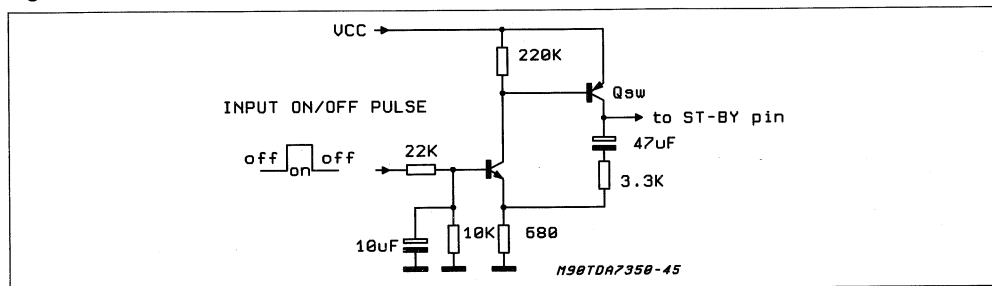 VCC
220K
Qsw
INPUT ON/OFF PULSE
to ST-BY pin
47uF
off on off
22K
3.3K
10uF
10K
680
M90TDA7350-45